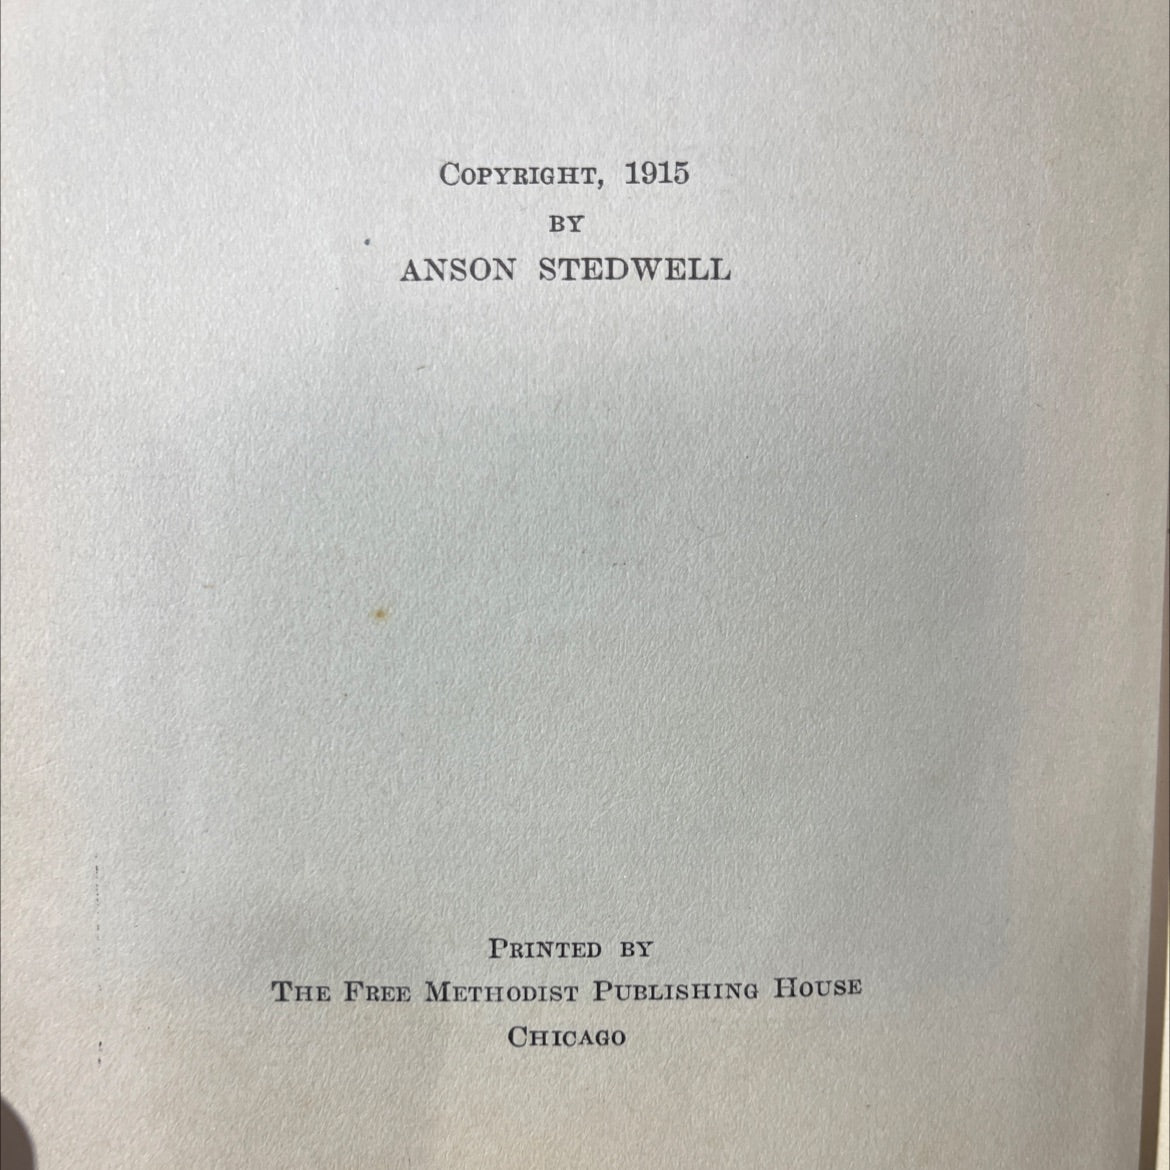 Copyright, 1915
by
ANSON STEDWELL
Printed by
The Free Methodist Publishing House
Chicago